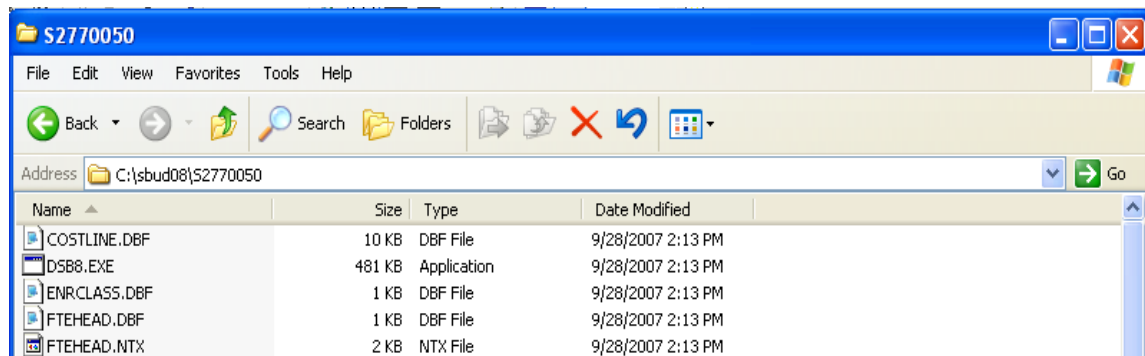 S2770050
File Edit View Favorites Tools Help
Back Search Folders
Address C:\sbud08\S2770050 Go
Name Size Type Date Modified
COSTLINE.DBF 10 KB DBF File 9/28/2007 2:13 PM
DSB8.EXE 481 KB Application 9/28/2007 2:13 PM
ENRCLASS.DBF 1 KB DBF File 9/28/2007 2:13 PM
FTEHEAD.DBF 1 KB DBF File 9/28/2007 2:13 PM
FTEHEAD.NTX 2 KB NTX File 9/28/2007 2:13 PM